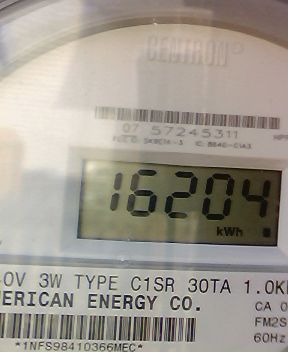 CENTRON®
07 57245311
16204
kWh
0V 3W TYPE C1SR 30TA 1.0K
ERICAN ENERGY CO.
CA 0
FM2S
60Hz
*1NFS98410366MEC*